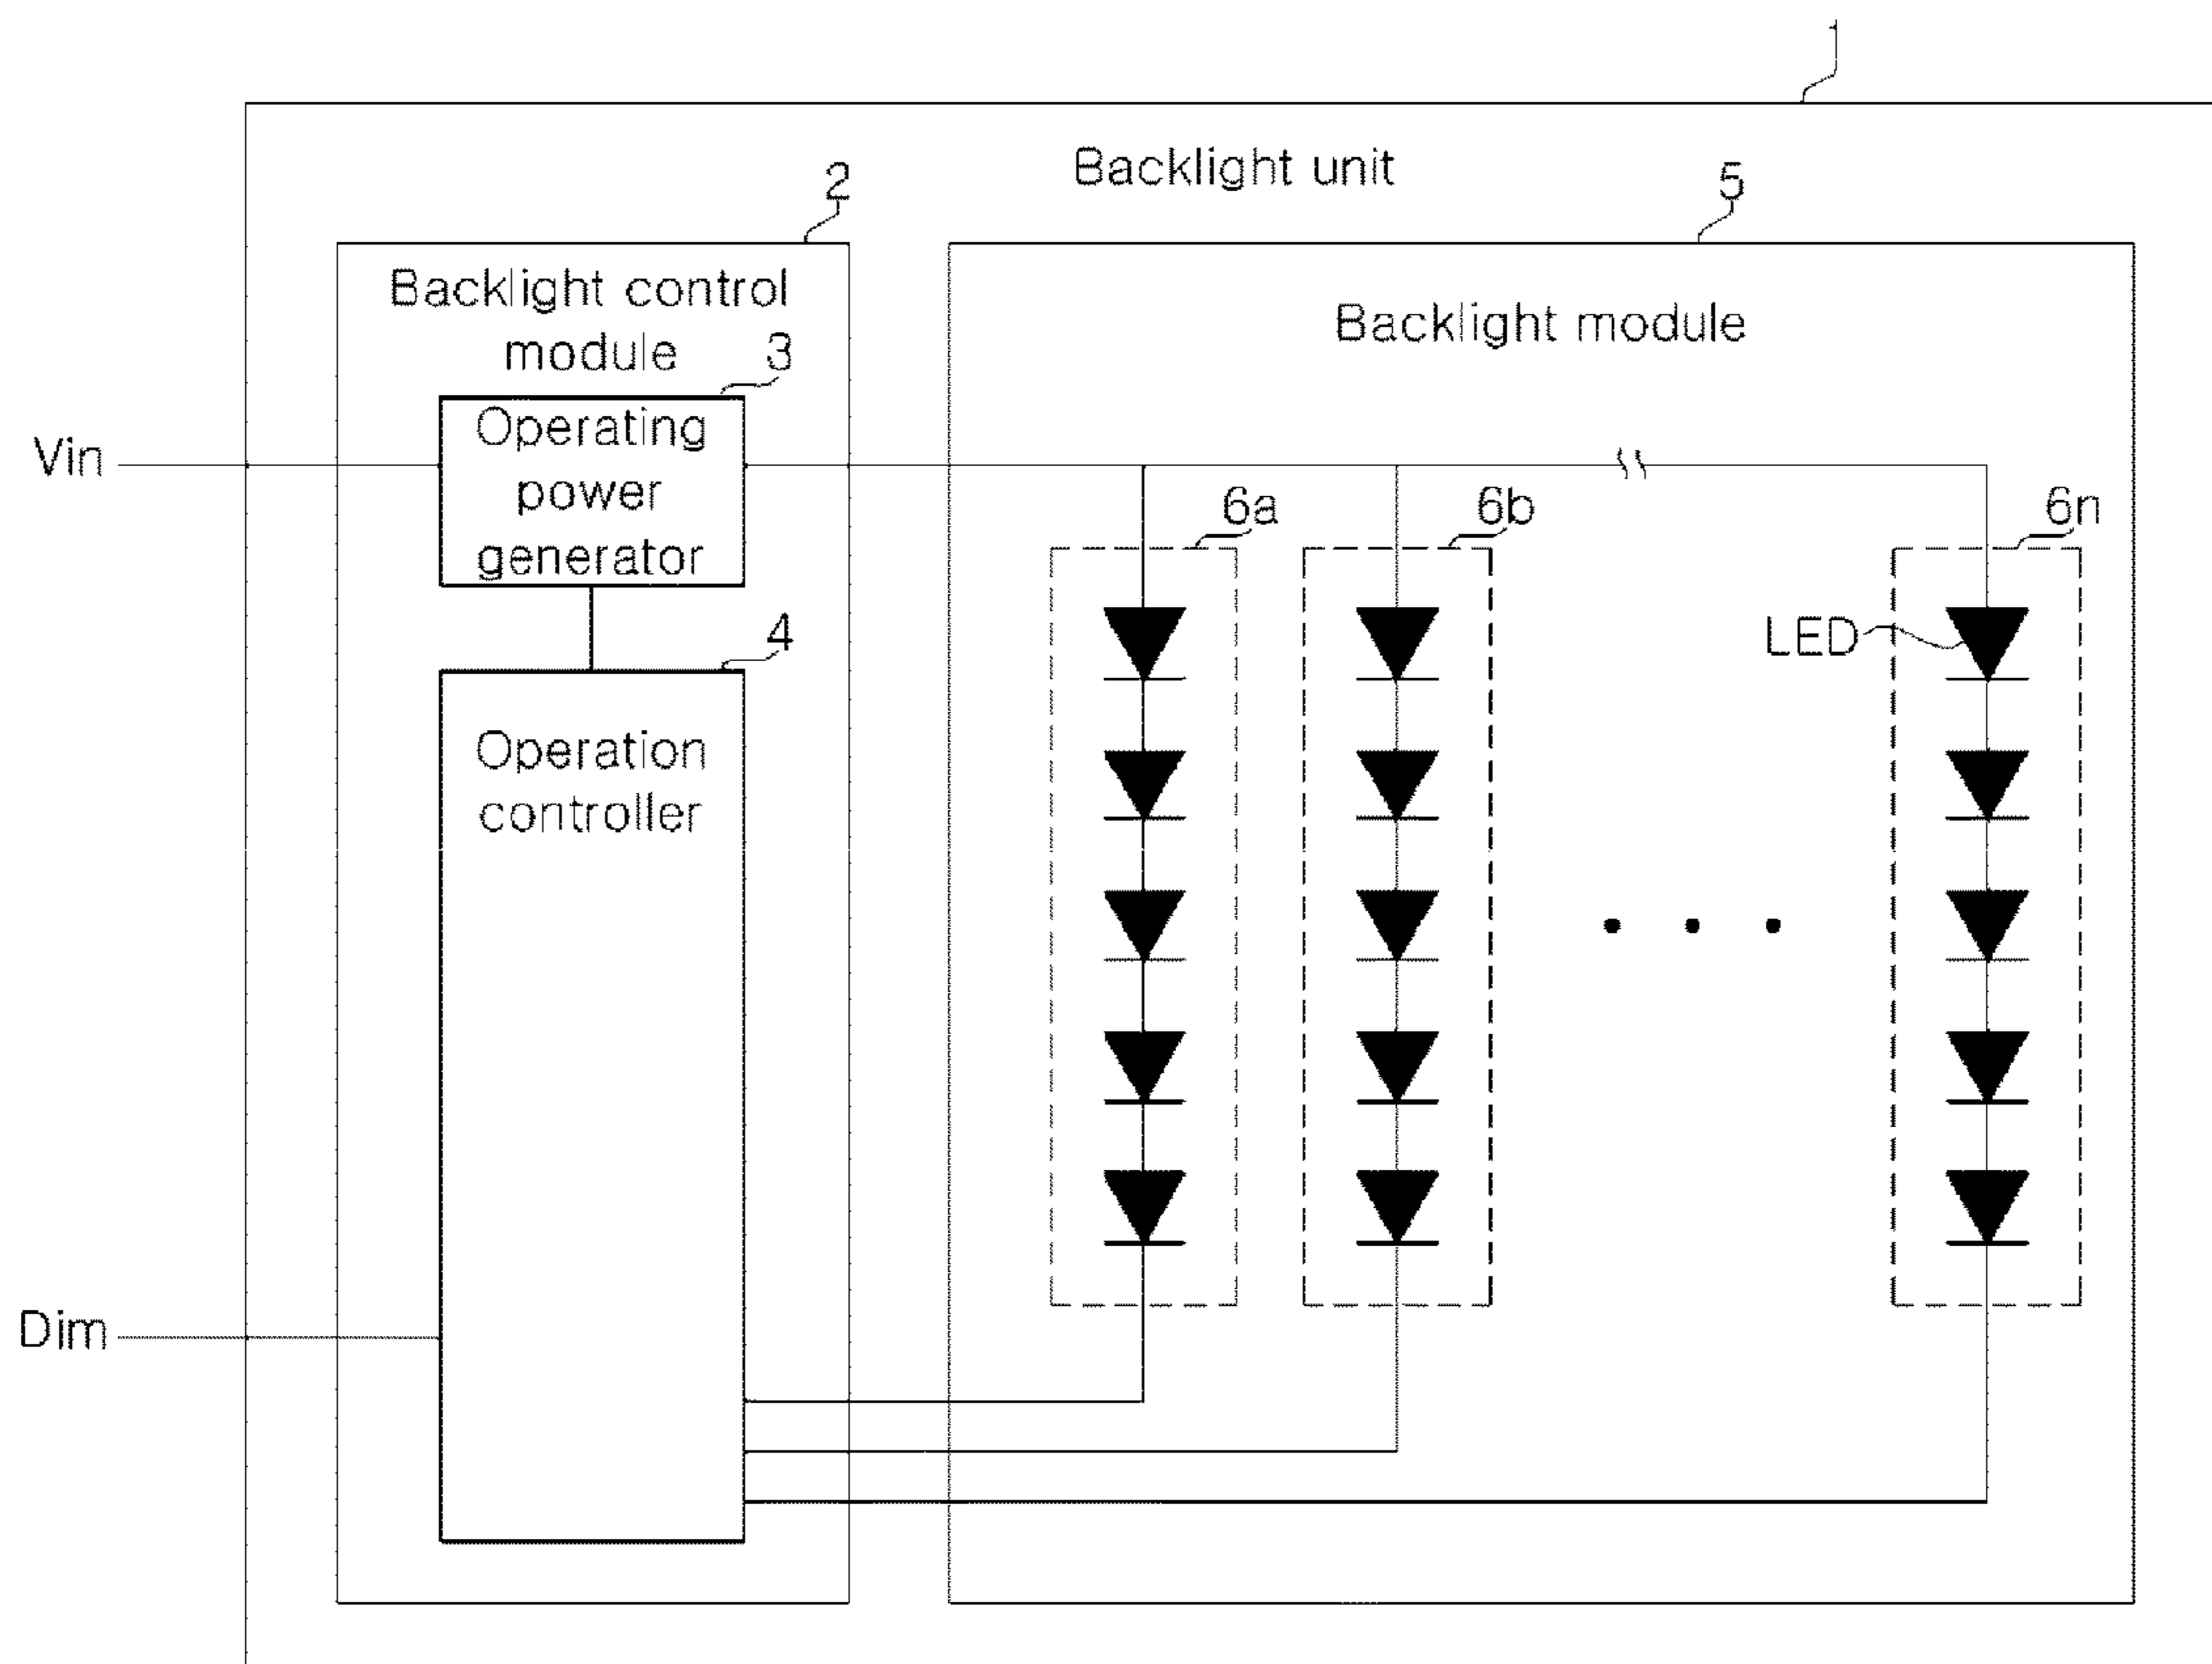 1
Backlight unit
2
5
Backlight control
module
Backlight module
3
Operating
power
generator
Vin
6a
6b
6n
4
LED
Operation
controller
Dim